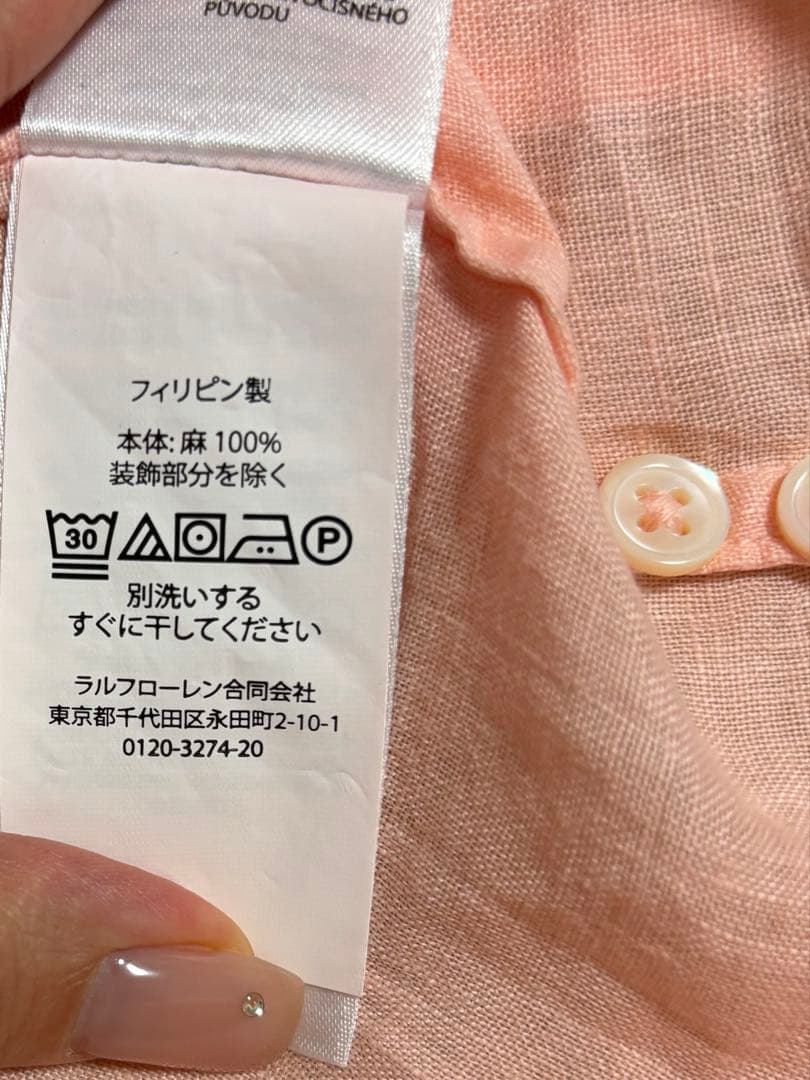 PŮVODU
フィリピン製
本体: 麻 100%
装飾部分を除く
30 P
別洗いする
すぐに干してください
ラルフローレン合同会社
東京都千代田区永田町2-10-1
0120-3274-20